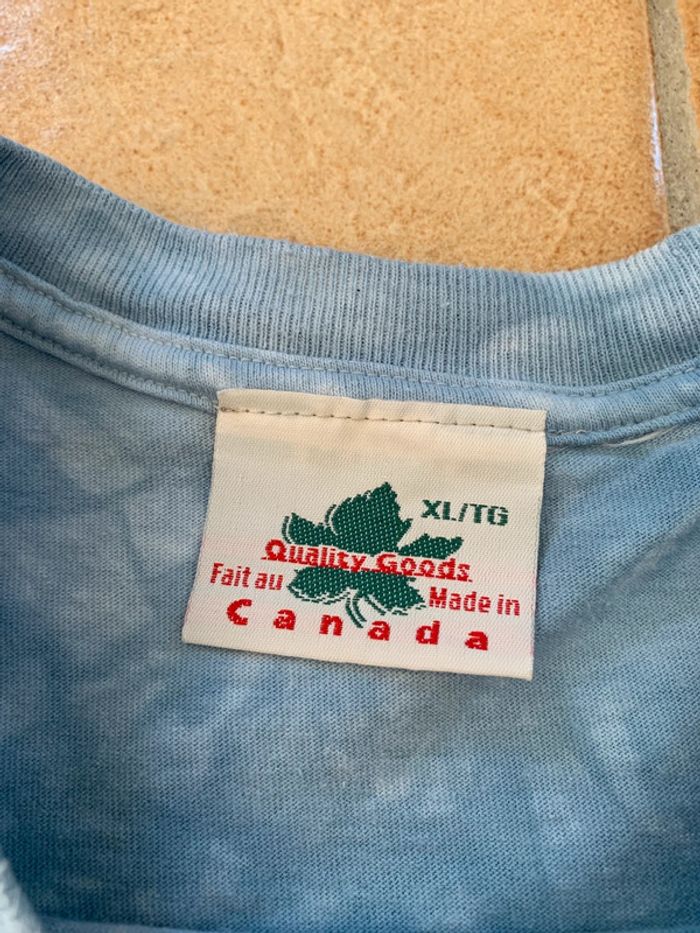 XL/TG
Quality Goods
Fait au Made in
Canada